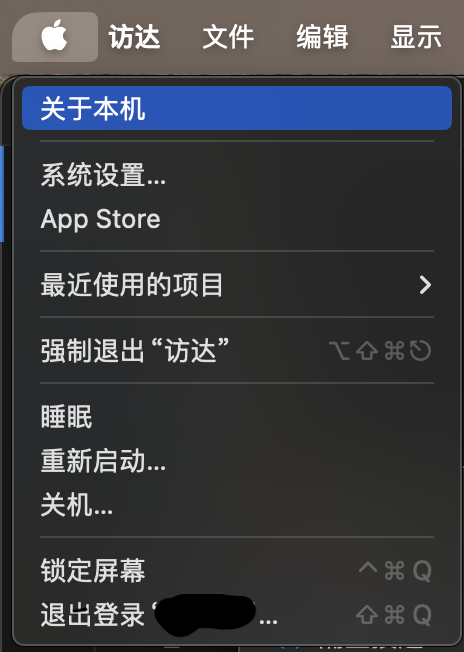 访达 文件 编辑 显示
关于本机
系统设置...
App Store
最近使用的项目
强制退出“访达” ⌥⇧⌘⎋
睡眠
重新启动...
关机...
锁定屏幕 ^⌘Q
退出登录“ ... ⇧⌘Q